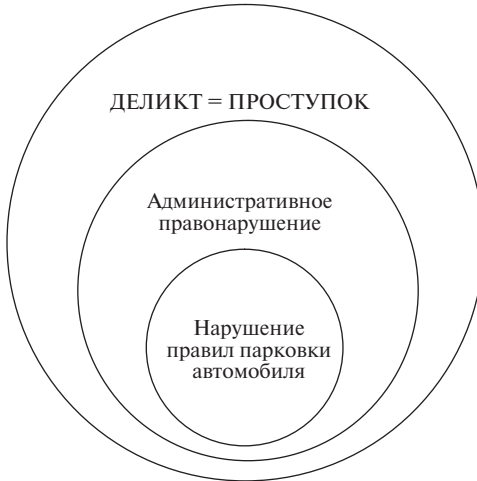 ДЕЛИКТ = ПРОСТУПОК
Административное
правонарушение
Нарушение
правил парковки
автомобиля